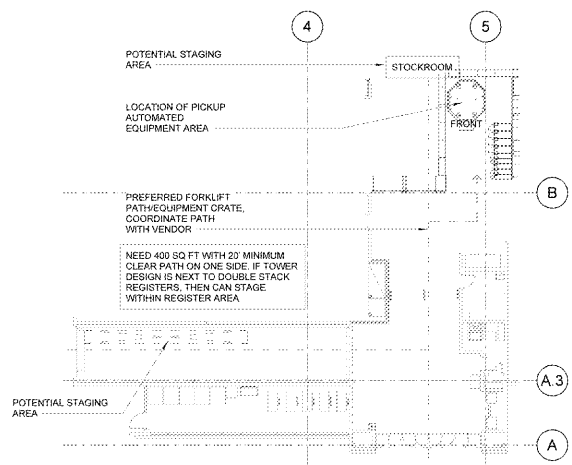 4
5
POTENTIAL STAGING
AREA
STOCKROOM
LOCATION OF PICKUP
AUTOMATED
EQUIPMENT AREA
FRONT
B
PREFERRED FORKLIFT
PATH/EQUIPMENT CRATE,
COORDINATE PATH
WITH VENDOR
NEED 400 SQ FT WITH 20' MINIMUM
CLEAR PATH ON ONE SIDE. IF TOWER
DESIGN IS NEXT TO DOUBLE STACK
REGISTERS, THEN CAN STAGE
WITIHIN REGISTER AREA
A.3
POTENTIAL STAGING
AREA
A